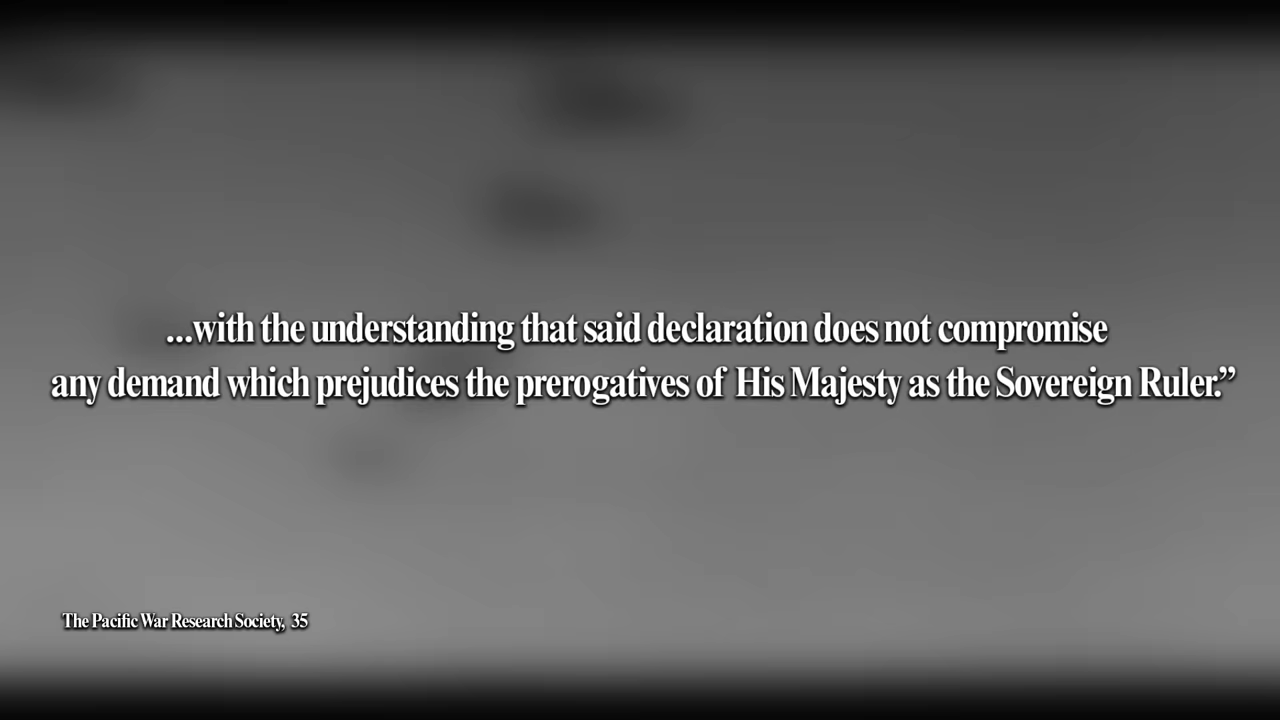 ...with the understanding that said declaration does not compromise
any demand which prejudices the prerogatives of His Majesty as the Sovereign Ruler.”
The Pacific War Research Society, 35